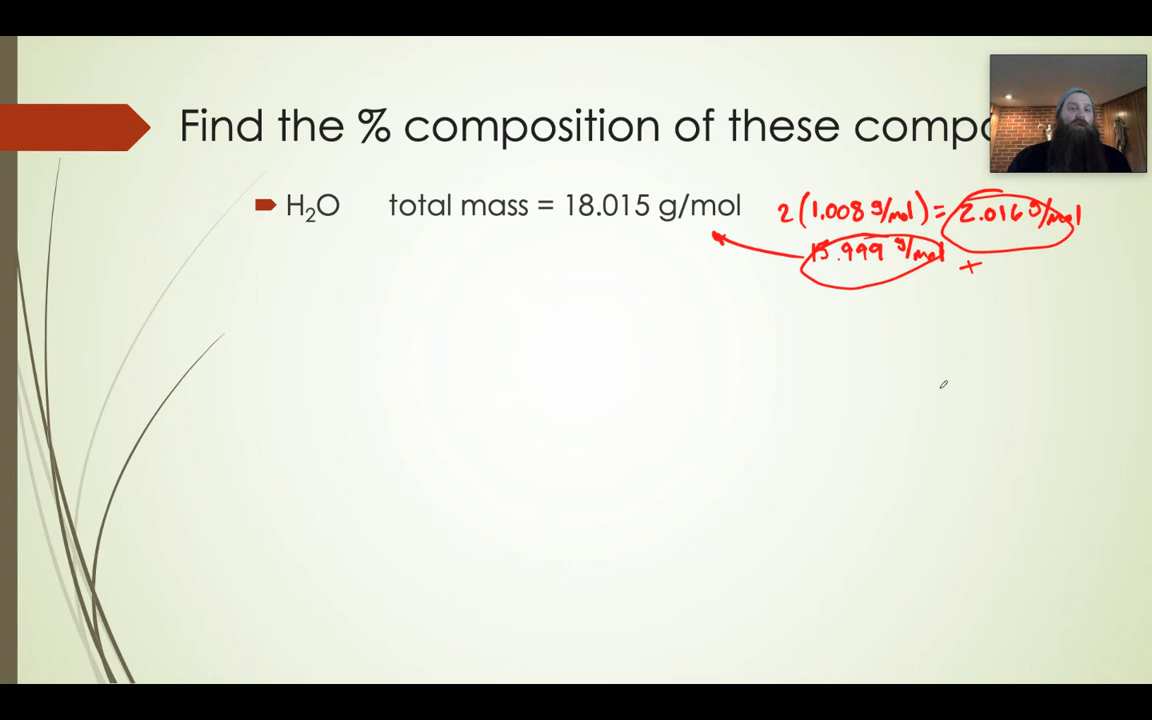 Find the % composition of these compo
H₂O total mass = 18.015 g/mol 2(1.008 g/mol) = 2.016 g/mol
15.999 g/mol +